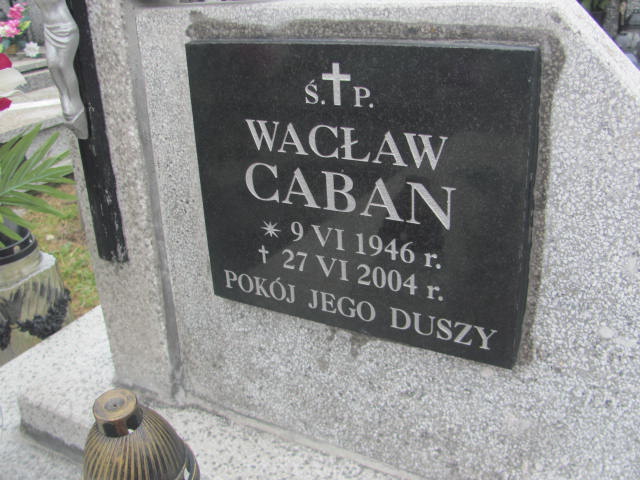 Ś. P.
WACŁAW
CABAN
* 9 VI 1946 r.
† 27 VI 2004 r.
POKÓJ JEGO DUSZY